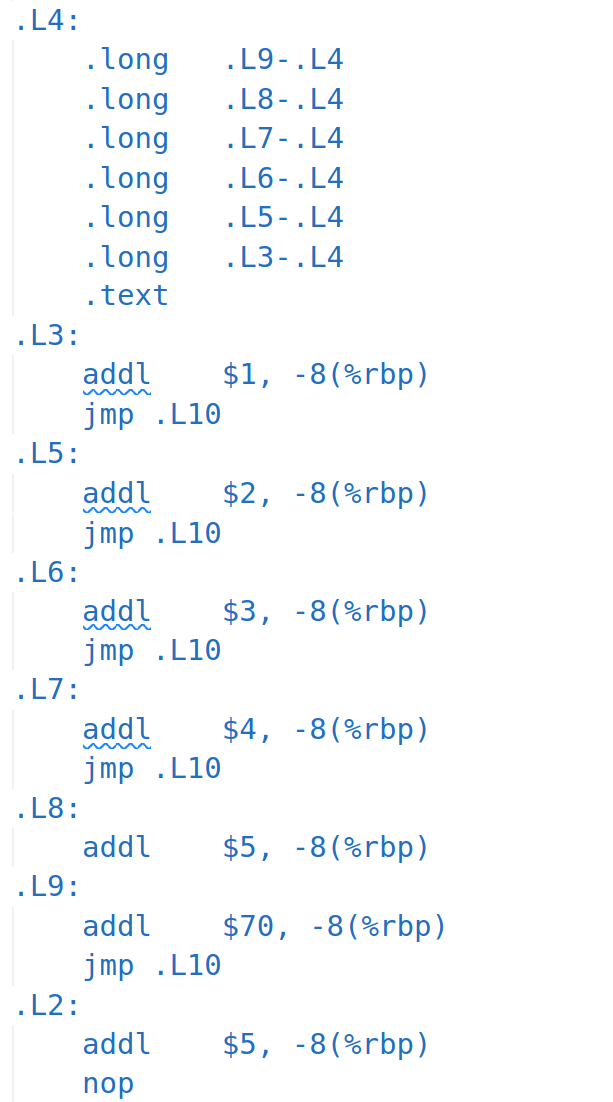 .L4:
.long .L9-.L4
.long .L8-.L4
.long .L7-.L4
.long .L6-.L4
.long .L5-.L4
.long .L3-.L4
.text
.L3:
addl $1, -8(%rbp)
jmp .L10
.L5:
addl $2, -8(%rbp)
jmp .L10
.L6:
addl $3, -8(%rbp)
jmp .L10
.L7:
addl $4, -8(%rbp)
jmp .L10
.L8:
addl $5, -8(%rbp)
.L9:
addl $70, -8(%rbp)
jmp .L10
.L2:
addl $5, -8(%rbp)
nop